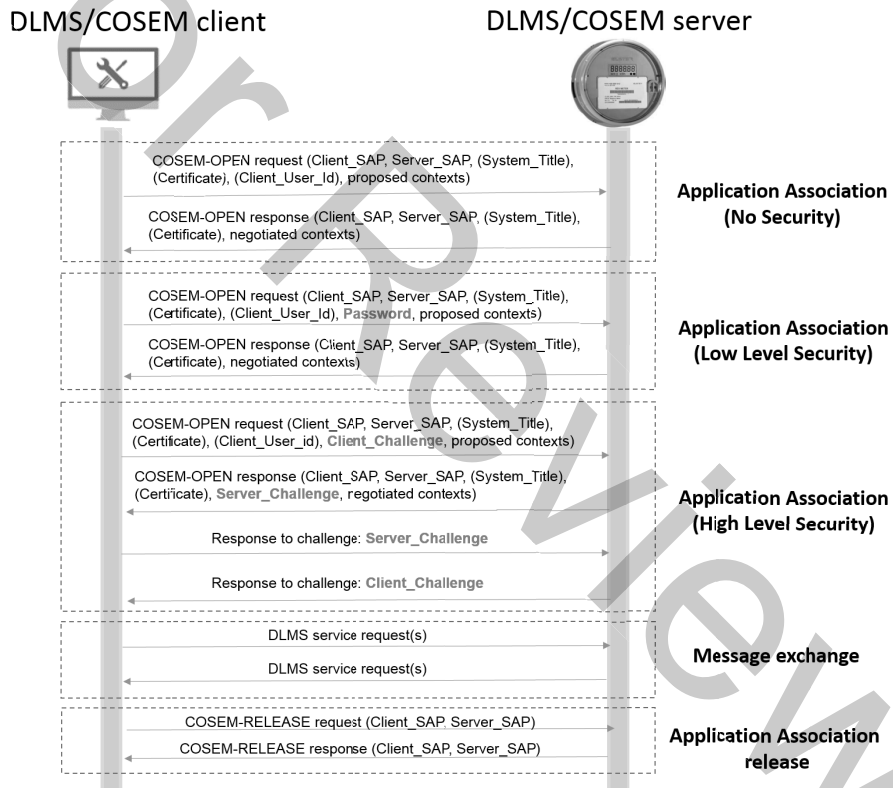 DLMS/COSEM client
DLMS/COSEM server
COSEM-OPEN request (Client_SAP, Server_SAP, (System_Title),
(Certificate), (Client_User_Id), proposed contexts)
COSEM-OPEN response (Client_SAP, Server_SAP, (System_Title),
(Certificate), negotiated contexts)
Application Association
(No Security)
COSEM-OPEN request (Client_SAP, Server_SAP, (System_Title),
(Certificate), (Client_User_Id), Password, proposed contexts)
COSEM-OPEN response (Client_SAP, Server_SAP, (System_Title),
(Certificate), negotiated contexts)
Application Association
(Low Level Security)
COSEM-OPEN request (Client_SAP, Server_SAP, (System_Title),
(Certificate), (Client_User_id), Client_Challenge, proposed contexts)
COSEM-OPEN response (Client_SAP, Server_SAP, (System_Title),
(Certificate), Server_Challenge, negotiated contexts)
Response to challenge: Server_Challenge
Response to challenge: Client_Challenge
Application Association
(High Level Security)
DLMS service request(s)
DLMS service request(s)
Message exchange
COSEM-RELEASE request (Client_SAP, Server_SAP)
COSEM-RELEASE response (Client_SAP, Server_SAP)
Application Association
release
or Review